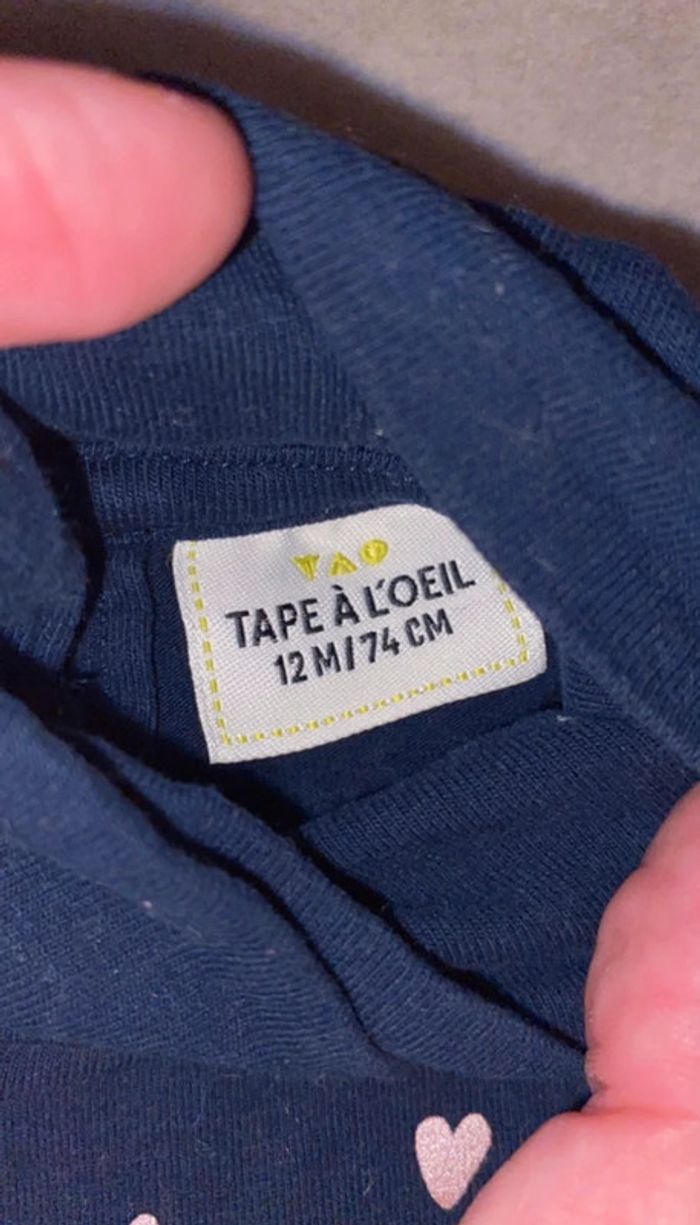 TAO
TAPE À L'OEIL
12 M/74 CM